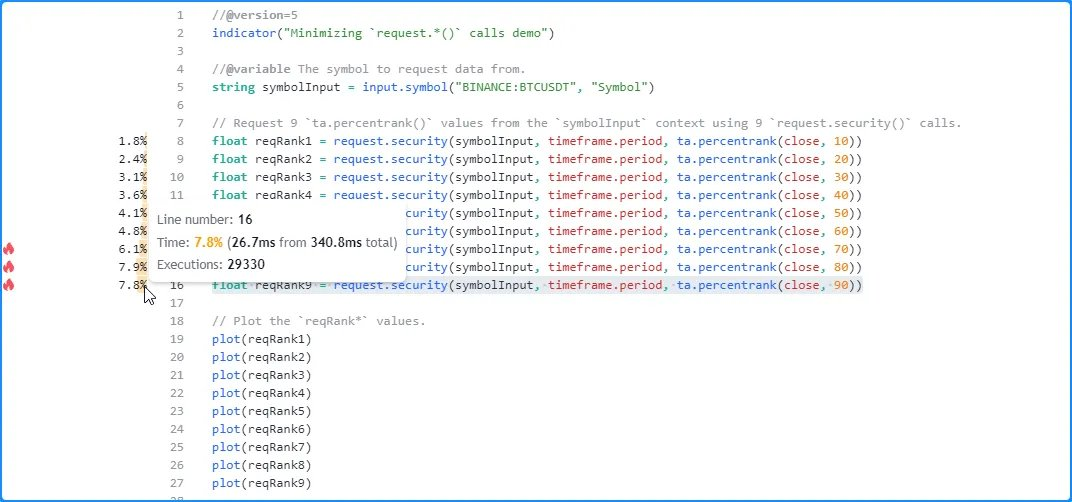 1 //@version=5
2 indicator("Minimizing `request.*()` calls demo")
3
4 //@variable The symbol to request data from.
5 string symbolInput = input.symbol("BINANCE:BTCUSDT", "Symbol")
6
7 // Request 9 `ta.percentrank()` values from the `symbolInput` context using 9 `request.security()` calls.
1.8% 8 float reqRank1 = request.security(symbolInput, timeframe.period, ta.percentrank(close, 10))
2.4% 9 float reqRank2 = request.security(symbolInput, timeframe.period, ta.percentrank(close, 20))
3.1% 10 float reqRank3 = request.security(symbolInput, timeframe.period, ta.percentrank(close, 30))
3.6% 11 float reqRank4 = request.security(symbolInput, timeframe.period, ta.percentrank(close, 40))
4.1% curity(symbolInput, timeframe.period, ta.percentrank(close, 50))
4.8% curity(symbolInput, timeframe.period, ta.percentrank(close, 60))
6.1% curity(symbolInput, timeframe.period, ta.percentrank(close, 70))
7.9% curity(symbolInput, timeframe.period, ta.percentrank(close, 80))
Line number: 16
Time: 7.8% (26.7ms from 340.8ms total)
Executions: 29330
7.8% 16 float reqRank9 = request.security(symbolInput, timeframe.period, ta.percentrank(close, 90))
17
18 // Plot the `reqRank*` values.
19 plot(reqRank1)
20 plot(reqRank2)
21 plot(reqRank3)
22 plot(reqRank4)
23 plot(reqRank5)
24 plot(reqRank6)
25 plot(reqRank7)
26 plot(reqRank8)
27 plot(reqRank9)